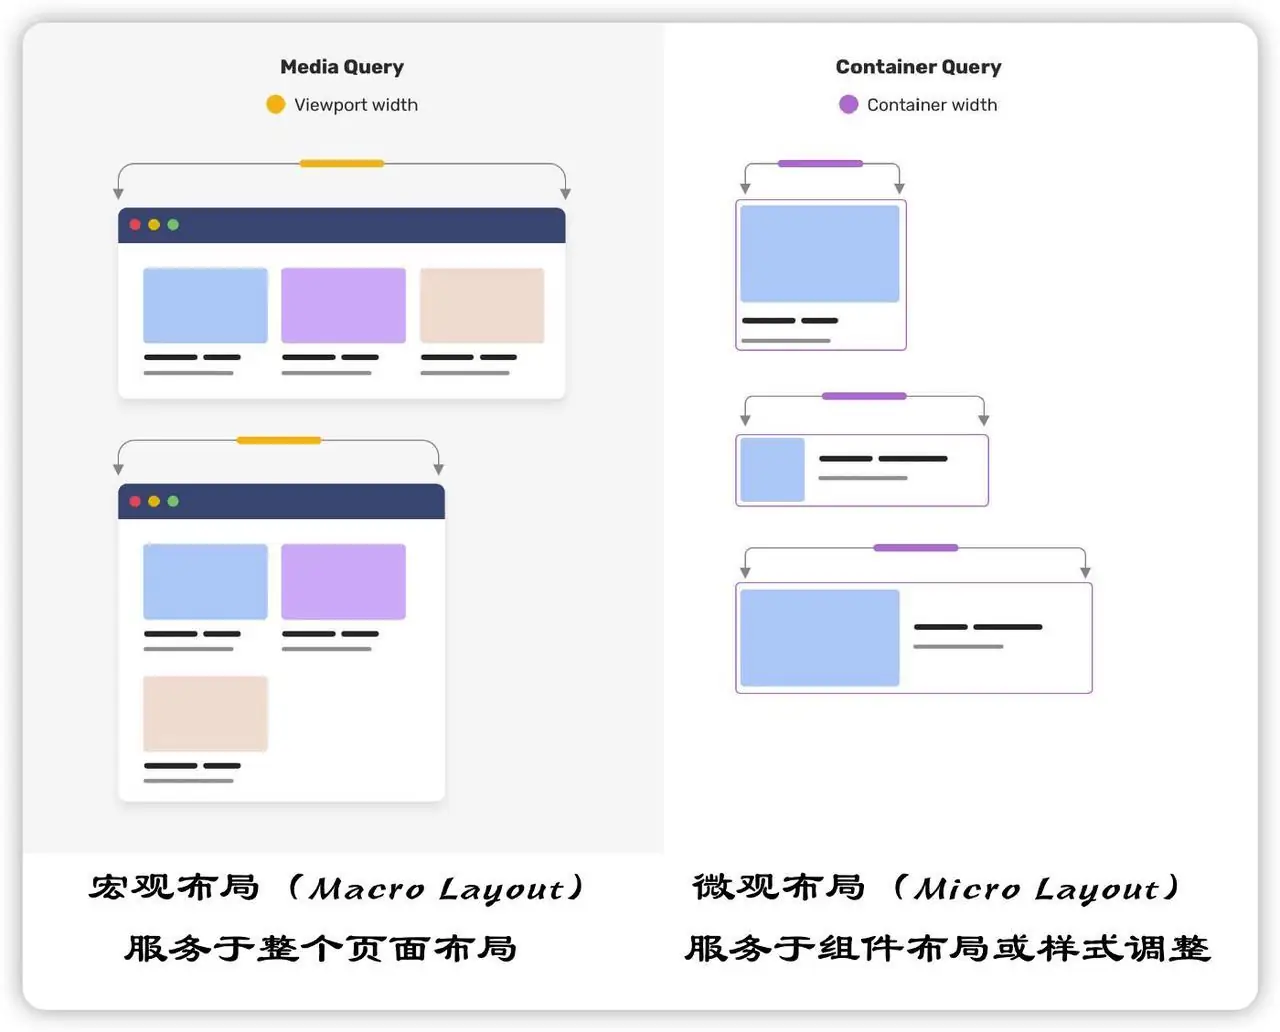 Media Query
Viewport width
宏观布局（Macro Layout）
服务于整个页面布局
Container Query
Container width
微观布局（Micro Layout）
服务于组件布局或样式调整